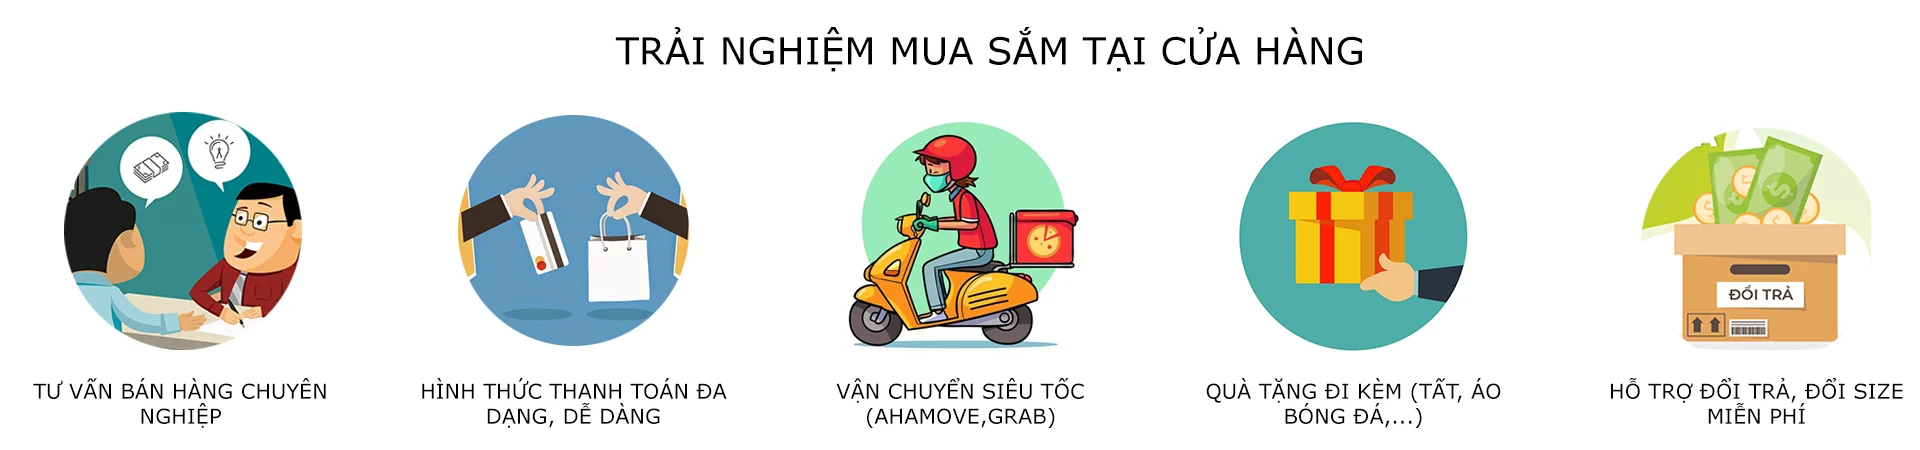 TRẢI NGHIỆM MUA SẮM TẠI CỬA HÀNG
ĐỔI TRẢ
TƯ VẤN BÁN HÀNG CHUYÊN
NGHIỆP
HÌNH THỨC THANH TOÁN ĐA
DẠNG, DỄ DÀNG
VẬN CHUYỂN SIÊU TỐC
(AHAMOVE,GRAB)
QUÀ TẶNG ĐI KÈM (TẤT, ÁO
BÓNG ĐÁ,...)
HỖ TRỢ ĐỔI TRẢ, ĐỔI SIZE
MIỄN PHÍ